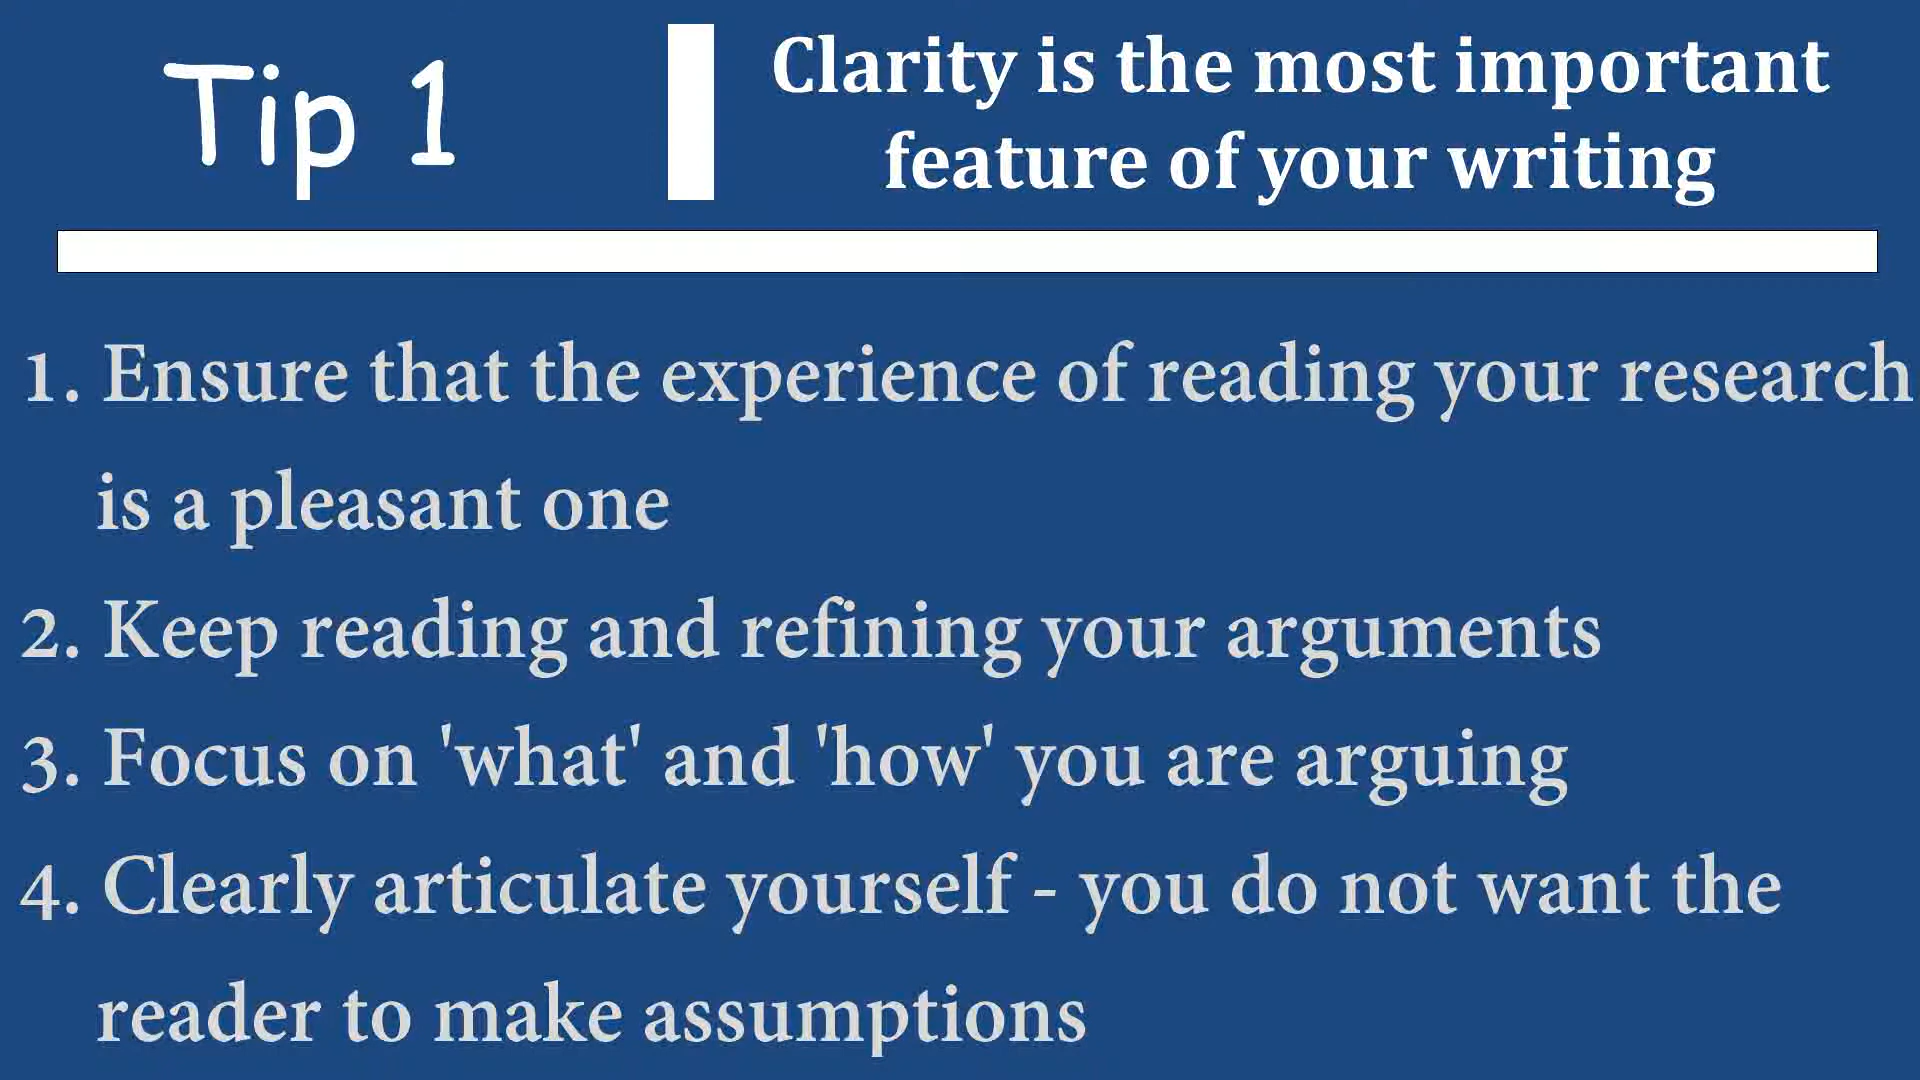 Tip 1
Clarity is the most important
feature of your writing
1. Ensure that the experience of reading your research
is a pleasant one
2. Keep reading and refining your arguments
3. Focus on 'what' and 'how' you are arguing
4. Clearly articulate yourself - you do not want the
reader to make assumptions